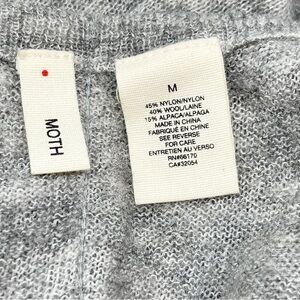 MOTH
M
45% NYLON/NYLON
40% WOOL/LAINE
15% ALPACA/ALPAGA
MADE IN CHINA
FABRIQUÉ EN CHINE
SEE REVERSE
FOR CARE
ENTRETIEN AU VERSO
RN#66170
CA#32054